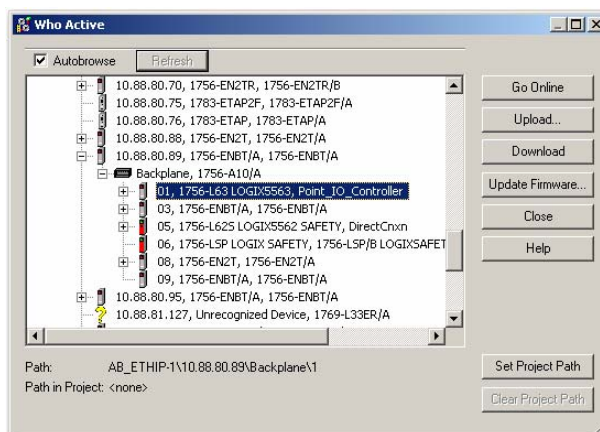 Who Active
Autobrowse
Refresh
10.88.80.70, 1756-EN2TR, 1756-EN2TR/B
10.88.80.75, 1783-ETAP2F, 1783-ETAP2F/A
10.88.80.76, 1783-ETAP, 1783-ETAP/A
10.88.80.88, 1756-EN2T, 1756-EN2T/A
10.88.80.89, 1756-ENBT/A, 1756-ENBT/A
Backplane, 1756-A10/A
01, 1756-L63 LOGIX5563, Point_IO_Controller
03, 1756-ENBT/A, 1756-ENBT/A
05, 1756-L62S LOGIX5562 SAFETY, DirectCnxn
06, 1756-LSP LOGIX SAFETY, 1756-LSP/B LOGIXSAFET
08, 1756-EN2T, 1756-EN2T/A
09, 1756-ENBT/A, 1756-ENBT/A
10.88.80.95, 1756-ENBT/A, 1756-ENBT/A
10.88.81.127, Unrecognized Device, 1769-L33ER/A
Go Online
Upload...
Download
Update Firmware...
Close
Help
Path: AB_ETHIP-1\10.88.80.89\Backplane\1
Path in Project: <none>
Set Project Path
Clear Project Path